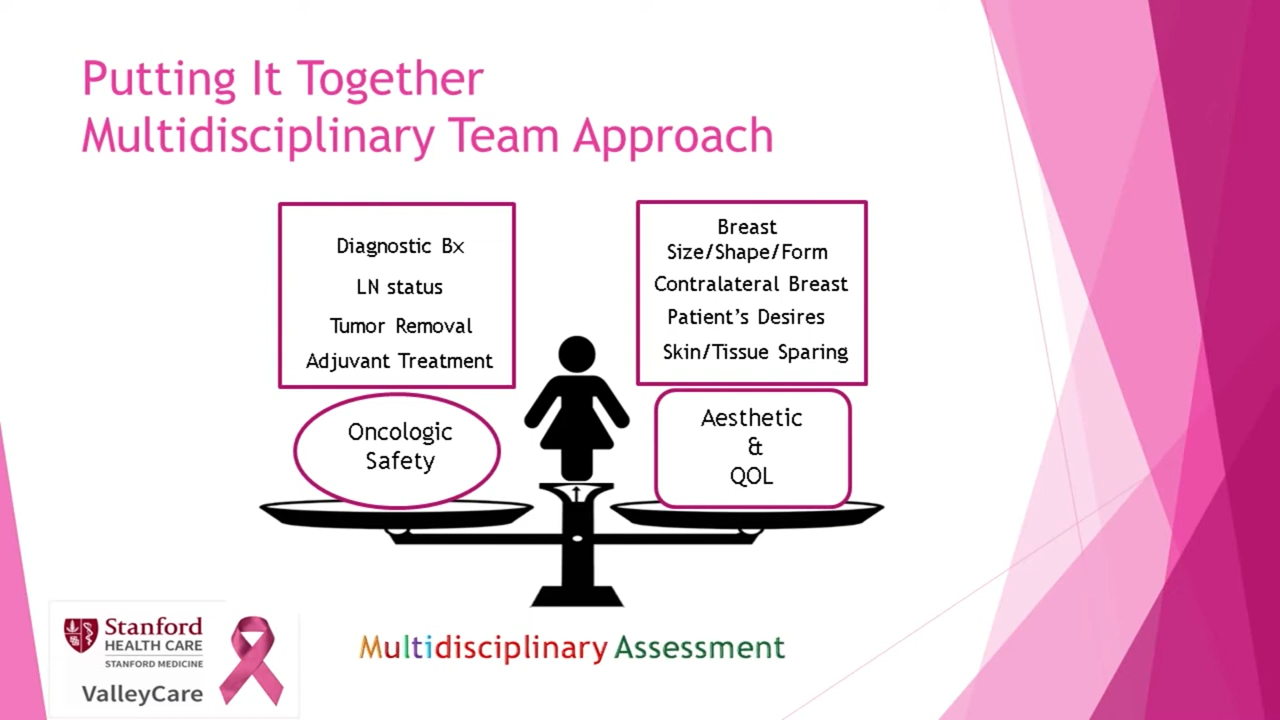 Putting It Together
Multidisciplinary Team Approach
Diagnostic Bx
LN status
Tumor Removal
Adjuvant Treatment
Oncologic
Safety
Breast
Size/Shape/Form
Contralateral Breast
Patient's Desires
Skin/Tissue Sparing
Aesthetic
&
QOL
Stanford
HEALTH CARE
STANFORD MEDICINE
ValleyCare
Multidisciplinary Assessment